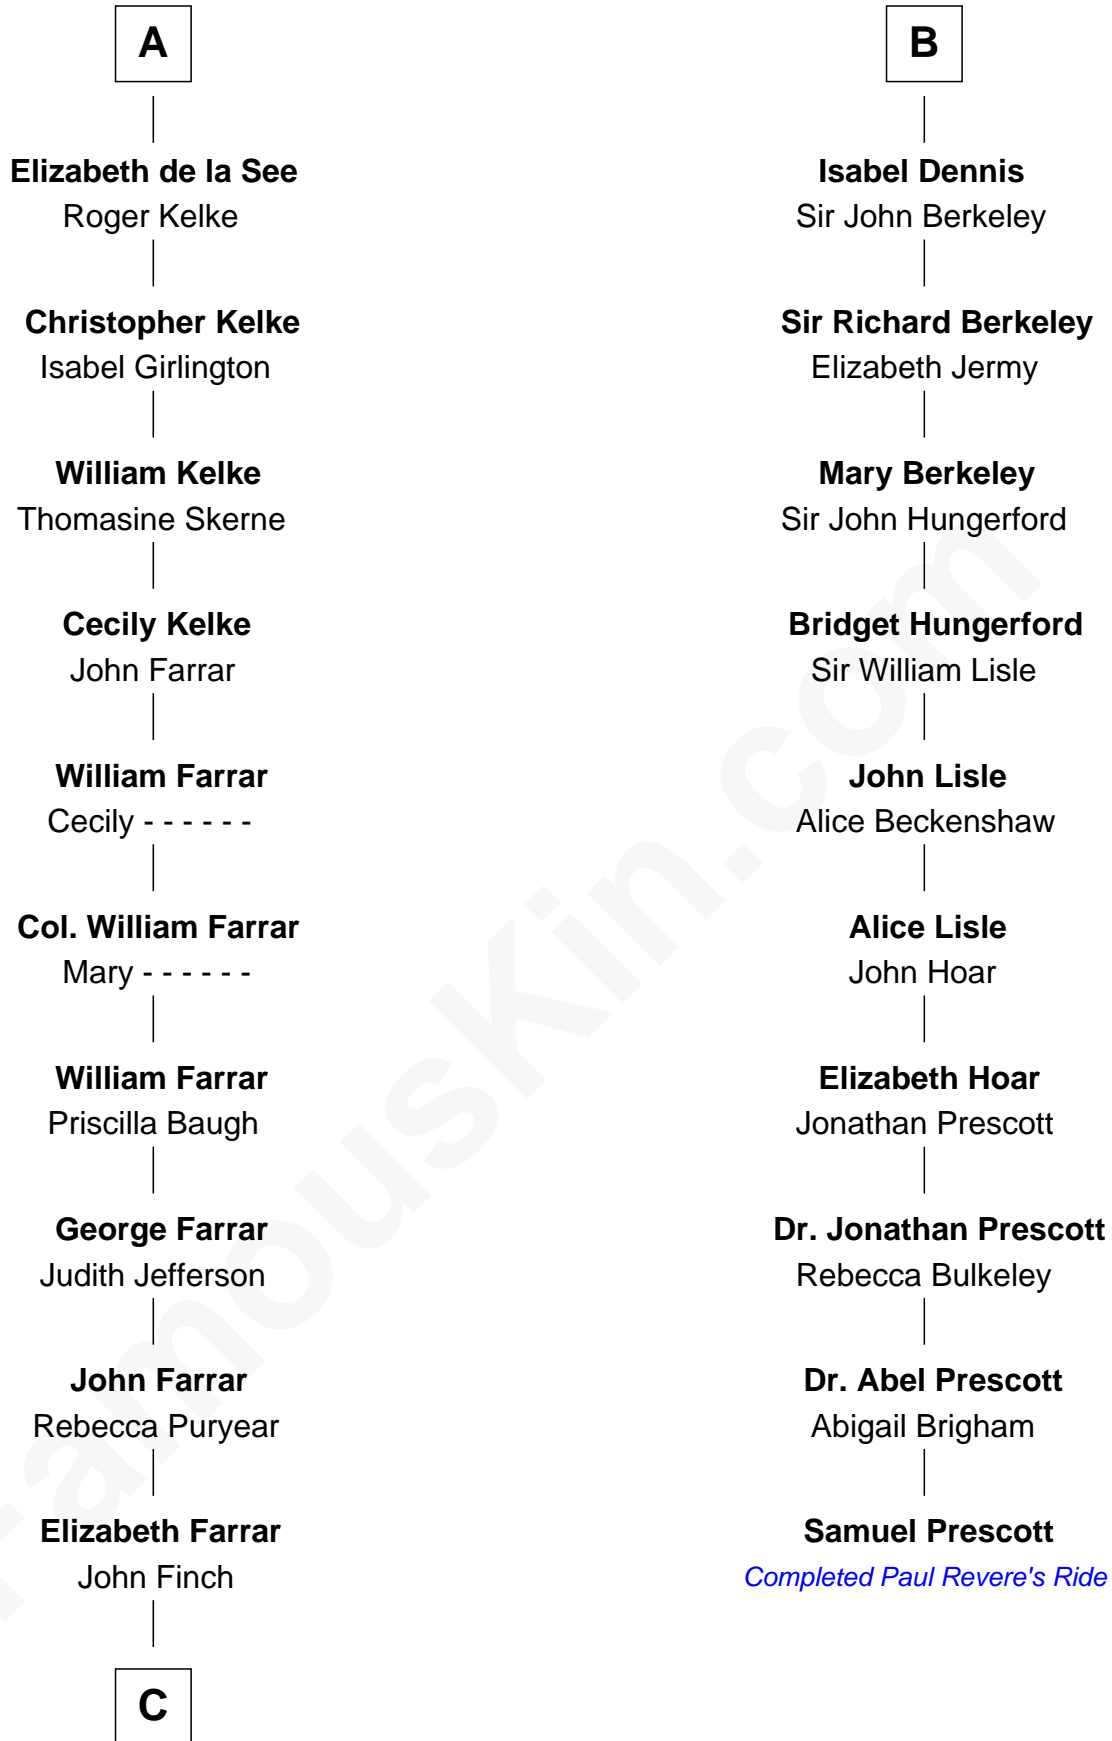 A
Elizabeth de la See
Roger Kelke
Christopher Kelke
Isabel Girlington
William Kelke
Thomasine Skerne
Cecily Kelke
John Farrar
William Farrar
Cecily - - - - - -
Col. William Farrar
Mary - - - - - -
William Farrar
Priscilla Baugh
George Farrar
Judith Jefferson
John Farrar
Rebecca Puryear
Elizabeth Farrar
John Finch
C
B
Isabel Dennis
Sir John Berkeley
Sir Richard Berkeley
Elizabeth Jermy
Mary Berkeley
Sir John Hungerford
Bridget Hungerford
Sir William Lisle
John Lisle
Alice Beckenshaw
Alice Lisle
John Hoar
Elizabeth Hoar
Jonathan Prescott
Dr. Jonathan Prescott
Rebecca Bulkeley
Dr. Abel Prescott
Abigail Brigham
Samuel Prescott
Completed Paul Revere's Ride
FamousKin.com